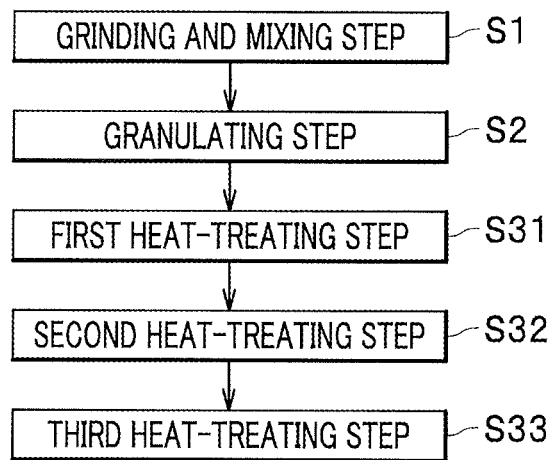 GRINDING AND MIXING STEP S1
GRANULATING STEP S2
FIRST HEAT-TREATING STEP S31
SECOND HEAT-TREATING STEP S32
THIRD HEAT-TREATING STEP S33